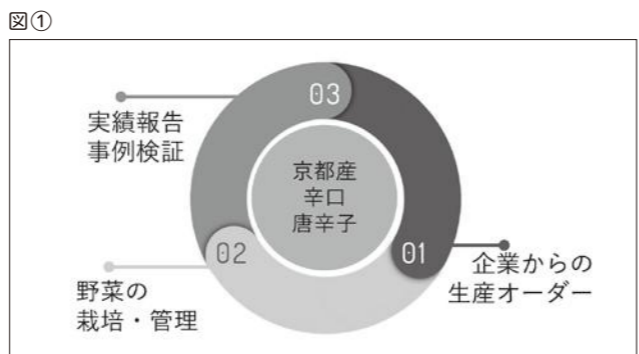 図①
03
実績報告
事例検証
京都産
辛口
唐辛子
02
01
企業からの
生産オーダー
野菜の
栽培・管理